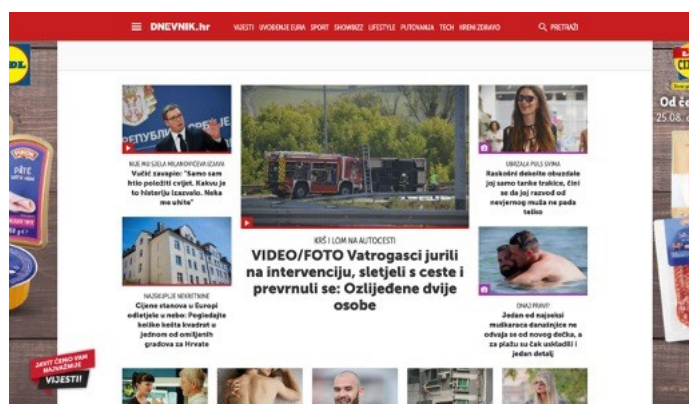 DNEVNIK.hr
VIJESTI UVOĐENJE EURA SPORT SHOWBIZZ LIFESTYLE PUTOVANJA TECH KRENI ZDRAVO
PRETRAŽI
NIJE MU SJELA MILANOVIĆEVA IZJAVA
Vučić zavapio: "Samo sam
htio položiti cvijet. Kakvu je
to histeriju izazvalo. Neka
me uhite"
NAJSKUPLJE NEKRETNINE
Cijene stanova u Europi
odletjele u nebo: Pogledajte
koliko košta kvadrat u
jednom od omiljenih
gradova za Hrvate
KRŠ I LOM NA AUTOCESTI
VIDEO/FOTO Vatrogasci jurili
na intervenciju, sletjeli s ceste i
prevrnuli se: Ozlijeđene dvije
osobe
UBRZALA PULS SVIMA
Raskošni dekolte obuzdale
joj samo tanke trakice, čini
se da joj razvod od
nevjernog muža ne pada
teško
ONAJ PRAVI?
Jedan od najseksi
muškaraca današnjice ne
odvaja se od novog dečka, a
za plažu su čak uskladili i
jedan detalj
PATE
Od če
25.08.
JAVIT ĆEMO VAM
NAJVAŽNIJE
VIJESTI!